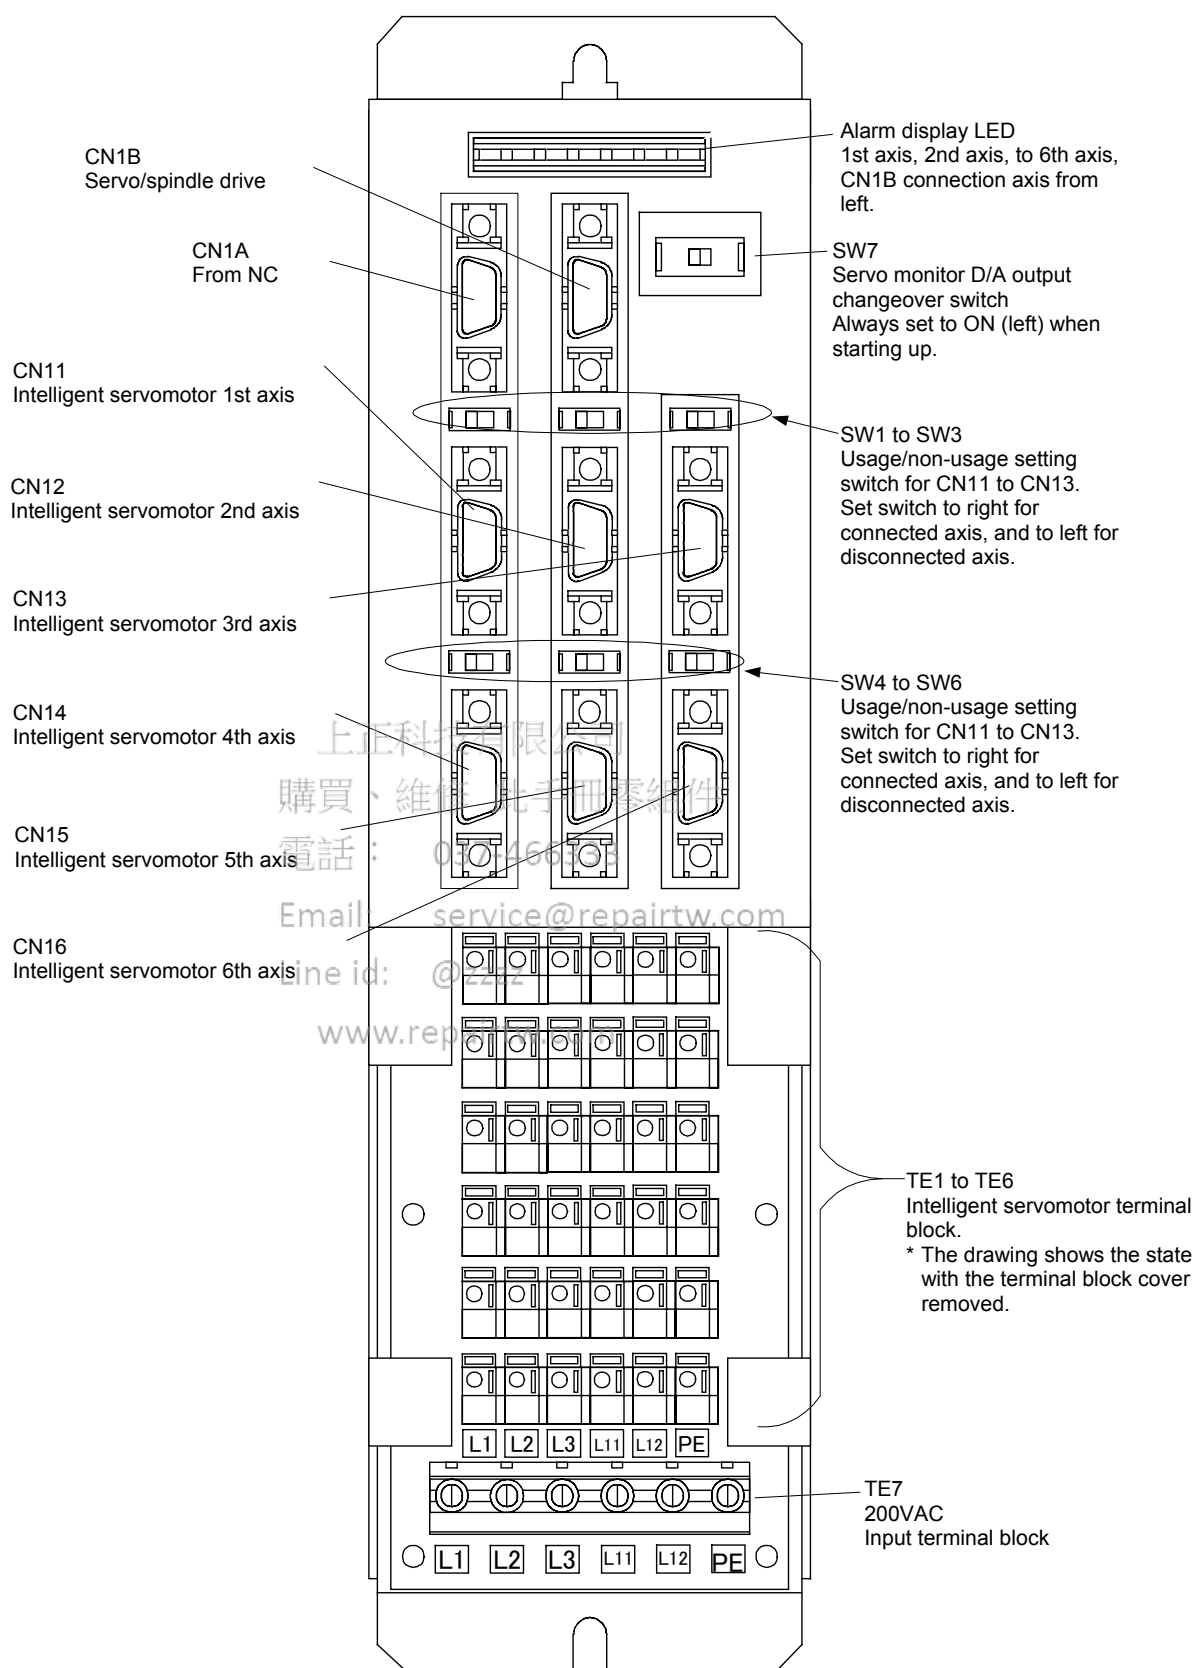 Alarm display LED
1st axis, 2nd axis, to 6th axis,
CN1B connection axis from
left.
CN1B
Servo/spindle drive
CN1A
From NC
SW7
Servo monitor D/A output
changeover switch
Always set to ON (left) when
starting up.
CN11
Intelligent servomotor 1st axis
SW1 to SW3
Usage/non-usage setting
switch for CN11 to CN13.
Set switch to right for
connected axis, and to left for
disconnected axis.
CN12
Intelligent servomotor 2nd axis
CN13
Intelligent servomotor 3rd axis
SW4 to SW6
Usage/non-usage setting
switch for CN11 to CN13.
Set switch to right for
connected axis, and to left for
disconnected axis.
CN14
Intelligent servomotor 4th axis
CN15
Intelligent servomotor 5th axis
CN16
Intelligent servomotor 6th axis
上正科技有限公司
購買、維修 此手冊零組件
電話： 037-466333
Email: service@repairtw.com
Line id: @zzzz
www.repairtw.com
TE1 to TE6
Intelligent servomotor terminal
block.
* The drawing shows the state
with the terminal block cover
removed.
L1 L2 L3 L11 L12 PE
TE7
200VAC
Input terminal block
L1 L2 L3 L11 L12 PE